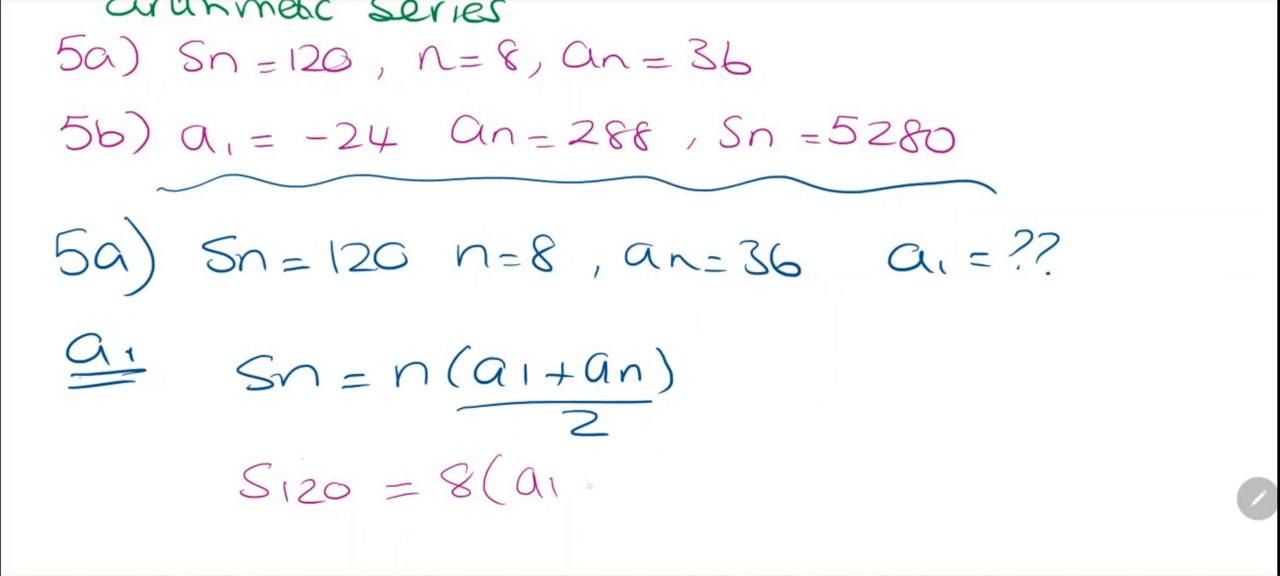 arithmetic series
5a) Sn = 120 , n = 8 , an = 36
5b) a1 = -24 an = 288 , Sn = 5280
5a) Sn = 120 n = 8 , an = 36 a1 = ??
a1 Sn = n (a1 + an)
2
S120 = 8 ( a1